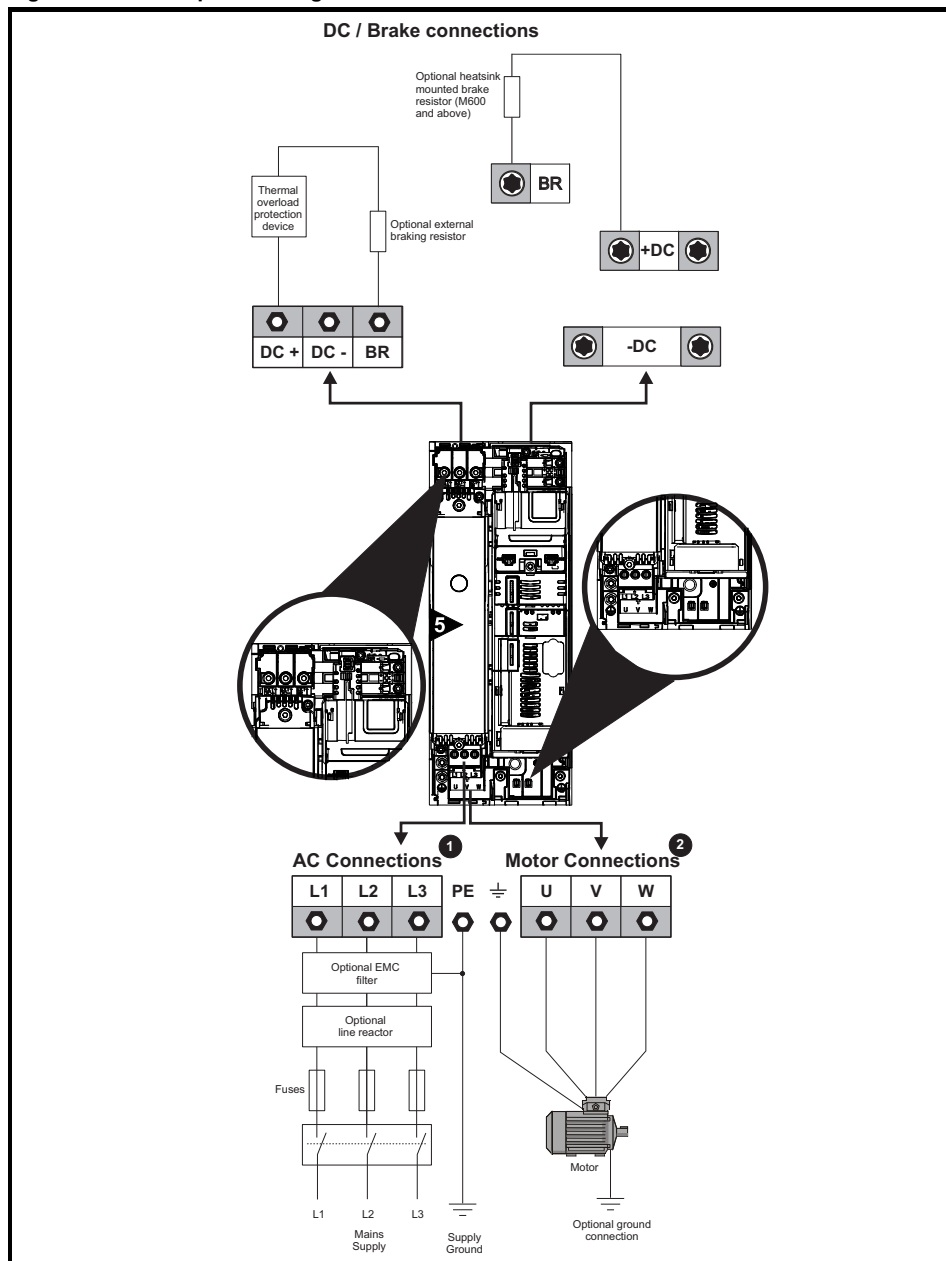 DC / Brake connections
Optional heatsink
mounted brake
resistor (M600
and above)
BR
Thermal
overload
protection
device
Optional external
braking resistor
+DC
DC + DC - BR
-DC
5
AC Connections 1
Motor Connections 2
L1 L2 L3 PE U V W
Optional EMC
filter
Optional
line reactor
Fuses
Motor
L1 L2 L3
Mains
Supply
Supply
Ground
Optional ground
connection